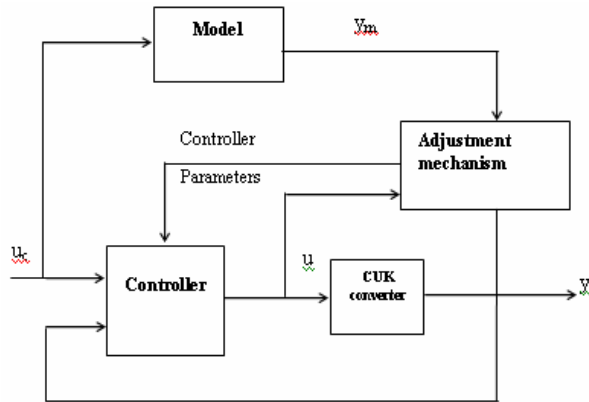 Model
ym
Controller
Parameters
Adjustment
mechanism
uc
Controller
u
CUK
converter
y